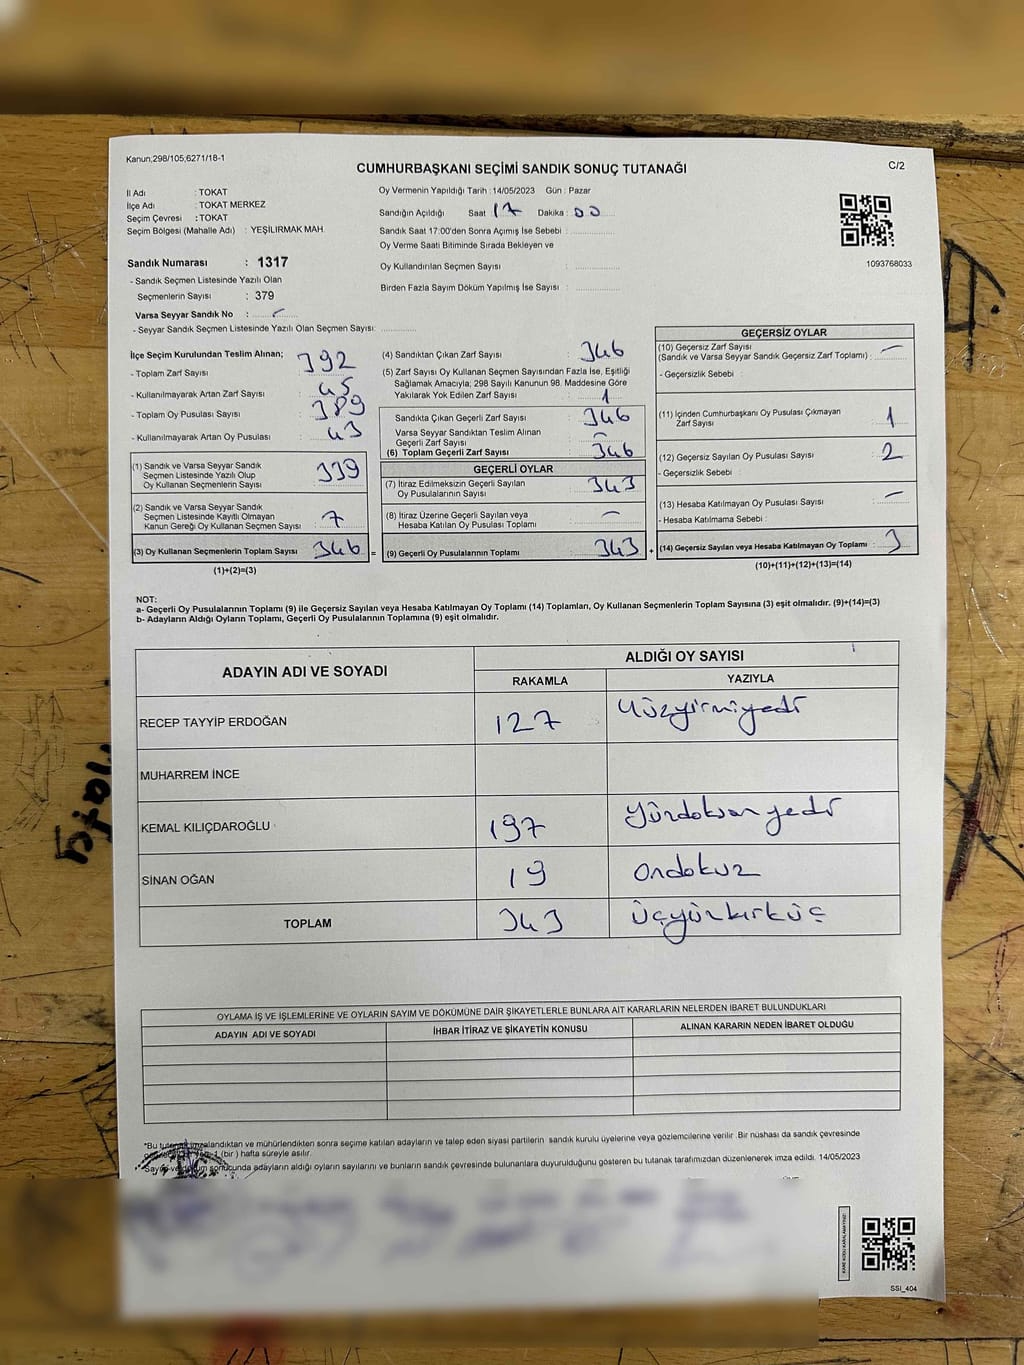 Kanun;298/105;6271/18-1
CUMHURBAŞKANI SEÇİMİ SANDIK SONUÇ TUTANAĞI
C/2
İl Adı : TOKAT
İlçe Adı : TOKAT MERKEZ
Seçim Çevresi : TOKAT
Seçim Bölgesi (Mahalle Adı) : YEŞİLIRMAK MAH.
Oy Vermenin Yapıldığı Tarih : 14/05/2023 Gün : Pazar
Sandığın Açıldığı Saat 17 Dakika : 00
Sandık Saat 17:00'den Sonra Açımış İse Sebebi :
Oy Verme Saati Bitiminde Sırada Bekleyen ve
Oy Kullandırılan Seçmen Sayısı :
Birden Fazla Sayım Döküm Yapılmış İse Sayısı :
1093768033
Sandık Numarası : 1317
- Sandık Seçmen Listesinde Yazılı Olan
Seçmenlerin Sayısı : 379
Varsa Seyyar Sandık No :
- Seyyar Sandık Seçmen Listesinde Yazılı Olan Seçmen Sayısı:
İlçe Seçim Kurulundan Teslim Alınan;
- Toplam Zarf Sayısı : 392
- Kullanılmayarak Artan Zarf Sayısı : 45
- Toplam Oy Pusulası Sayısı : 389
- Kullanılmayarak Artan Oy Pusulası : 43
(1) Sandık ve Varsa Seyyar Sandık
Seçmen Listesinde Yazılı Olup
Oy Kullanan Seçmenlerin Sayısı : 339
(2) Sandık ve Varsa Seyyar Sandık
Seçmen Listesinde Kayıtlı Olmayan
Kanun Gereği Oy Kullanan Seçmen Sayısı : 7
(3) Oy Kullanan Seçmenlerin Toplam Sayısı : 346 =
(1)+(2)=(3)
(4) Sandıktan Çıkan Zarf Sayısı : 346
(5) Zarf Sayısı Oy Kullanan Seçmen Sayısından Fazla İse, Eşitliği
Sağlamak Amacıyla; 298 Sayılı Kanunun 98. Maddesine Göre
Yakılarak Yok Edilen Zarf Sayısı : 1
Sandıkta Çıkan Geçerli Zarf Sayısı : 346
Varsa Seyyar Sandıktan Teslim Alınan
Geçerli Zarf Sayısı : –
(6) Toplam Geçerli Zarf Sayısı : 346
GEÇERLİ OYLAR
(7) İtiraz Edilmeksizin Geçerli Sayılan
Oy Pusulalarının Sayısı : 343
(8) İtiraz Üzerine Geçerli Sayılan veya
Hesaba Katılan Oy Pusulası Toplamı : –
(9) Geçerli Oy Pusulalarının Toplamı : 343 +
GEÇERSİZ OYLAR
(10) Geçersiz Zarf Sayısı
(Sandık ve Varsa Seyyar Sandık Geçersiz Zarf Toplamı) : –
- Geçersizlik Sebebi :
(11) İçinden Cumhurbaşkanı Oy Pusulası Çıkmayan
Zarf Sayısı : 1
(12) Geçersiz Sayılan Oy Pusulası Sayısı : 2
- Geçersizlik Sebebi :
(13) Hesaba Katılmayan Oy Pusulası Sayısı : –
- Hesaba Katılmama Sebebi :
(14) Geçersiz Sayılan veya Hesaba Katılmayan Oy Toplamı : 3
(10)+(11)+(12)+(13)=(14)
NOT:
a- Geçerli Oy Pusulalarının Toplamı (9) ile Geçersiz Sayılan veya Hesaba Katılmayan Oy Toplamı (14) Toplamları, Oy Kullanan Seçmenlerin Toplam Sayısına (3) eşit olmalıdır. (9)+(14)=(3)
b- Adayların Aldığı Oyların Toplamı, Geçerli Oy Pusulalarının Toplamına (9) eşit olmalıdır.
ADAYIN ADI VE SOYADI
ALDIĞI OY SAYISI
RAKAMLA YAZIYLA
RECEP TAYYİP ERDOĞAN 127 Yüzyirmiyedi
MUHARREM İNCE
KEMAL KILIÇDAROĞLU 197 Yüzdoksanyedi
SİNAN OĞAN 19 Ondokuz
TOPLAM 343 Üçyüzkırküç
OYLAMA İŞ VE İŞLEMLERİNE VE OYLARIN SAYIM VE DÖKÜMÜNE DAİR ŞİKAYETLERLE BUNLARA AİT KARARLARIN NELERDEN İBARET BULUNDUKLARI
ADAYIN ADI VE SOYADI İHBAR İTİRAZ VE ŞİKAYETİN KONUSU ALINAN KARARIN NEDEN İBARET OLDUĞU
*Bu tutanak imzalandıktan ve mühürlendikten sonra seçime katılan adayların ve talep eden siyasi partilerin sandık kurulu üyelerine veya gözlemcilerine verilir. Bir nüshası da sandık çevresinde
(bir) hafta süreyle asılır.
sonucunda adayların aldığı oyların sayılarını ve bunların sandık çevresinde bulunanlara duyurulduğunu gösteren bu tutanak tarafımızdan düzenlenerek imza edildi. 14/05/2023
KARE KODU KARALAMAYINIZ!
SSI_404